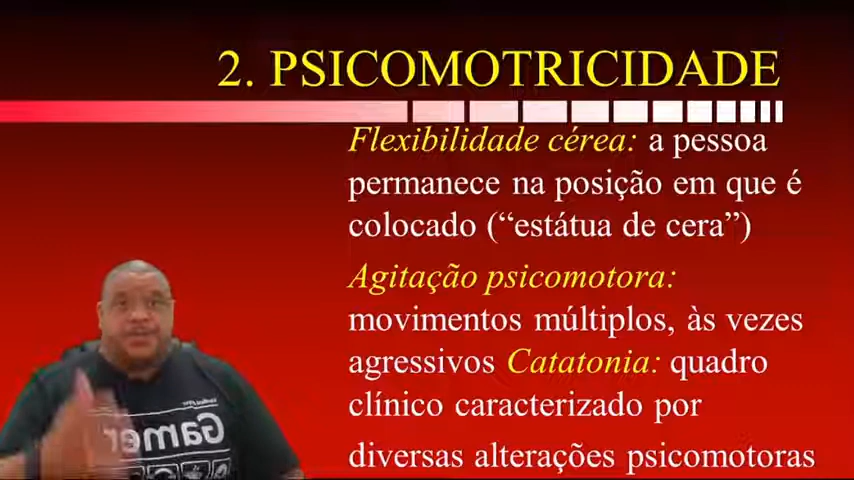 2. PSICOMOTRICIDADE
Flexibilidade cérea: a pessoa
permanece na posição em que é
colocado (“estátua de cera”)
Agitação psicomotora:
movimentos múltiplos, às vezes
agressivos Catatonia: quadro
clínico caracterizado por
diversas alterações psicomotoras
Gamer